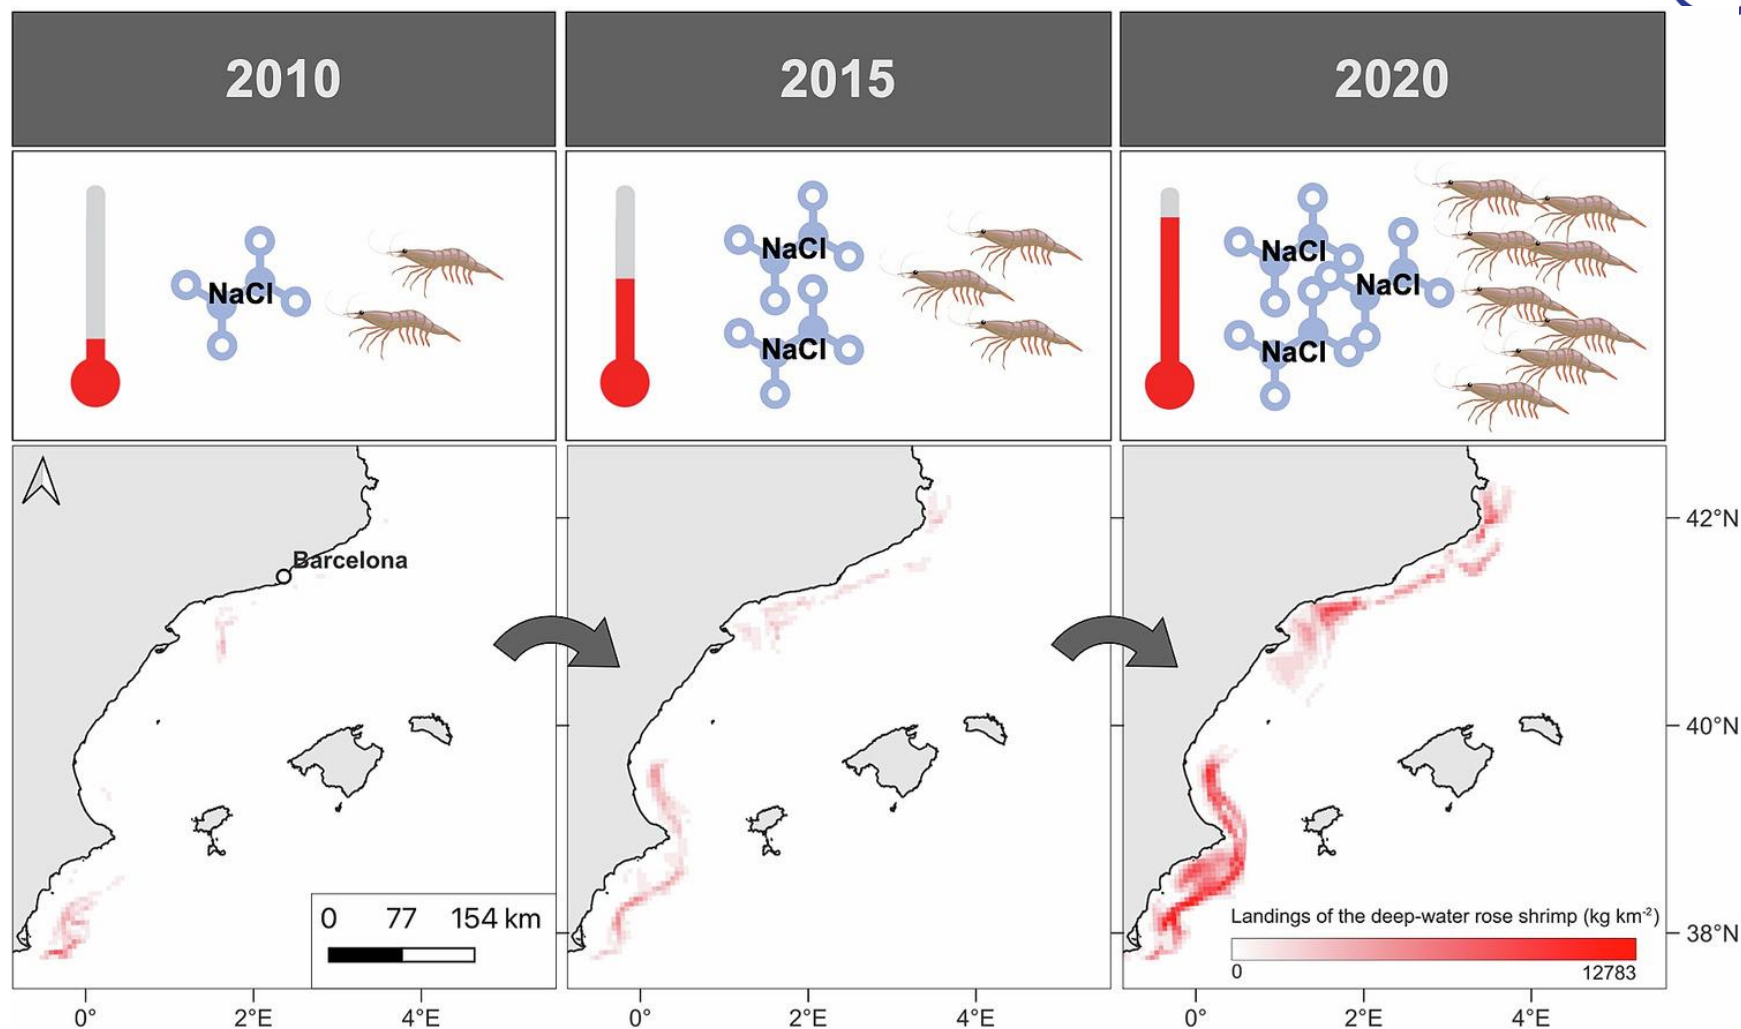 2010
2015
2020
NaCl
NaCl
NaCl
NaCl
NaCl
NaCl
Barcelona
42°N
40°N
38°N
0 77 154 km
Landings of the deep-water rose shrimp (kg km⁻²)
0 12783
0° 2°E 4°E
0° 2°E 4°E
0° 2°E 4°E